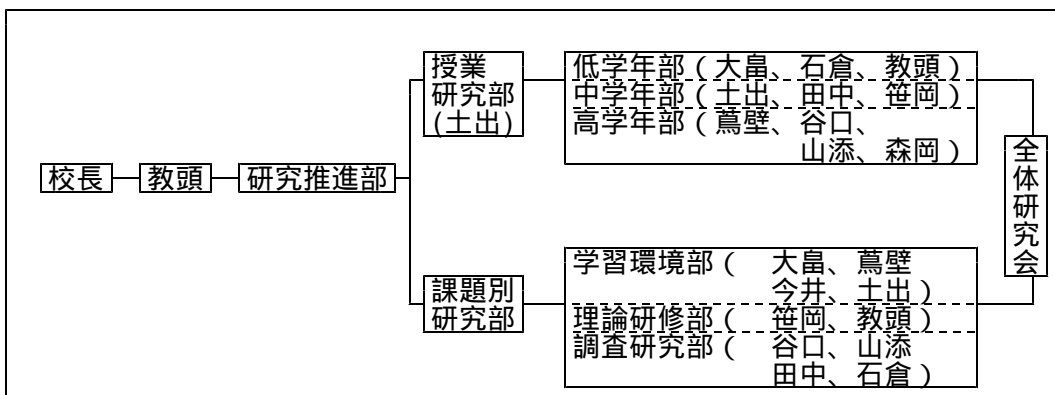 校長
教頭
研究推進部
授業
研究部
(土出)
低学年部（大畠、石倉、教頭）
中学年部（土出、田中、笹岡）
高学年部（蔦壁、谷口、
山添、森岡）
課題別
研究部
学習環境部（　大畠、蔦壁
今井、土出）
理論研修部（　笹岡、教頭）
調査研究部（　谷口、山添
田中、石倉）
全体研究会